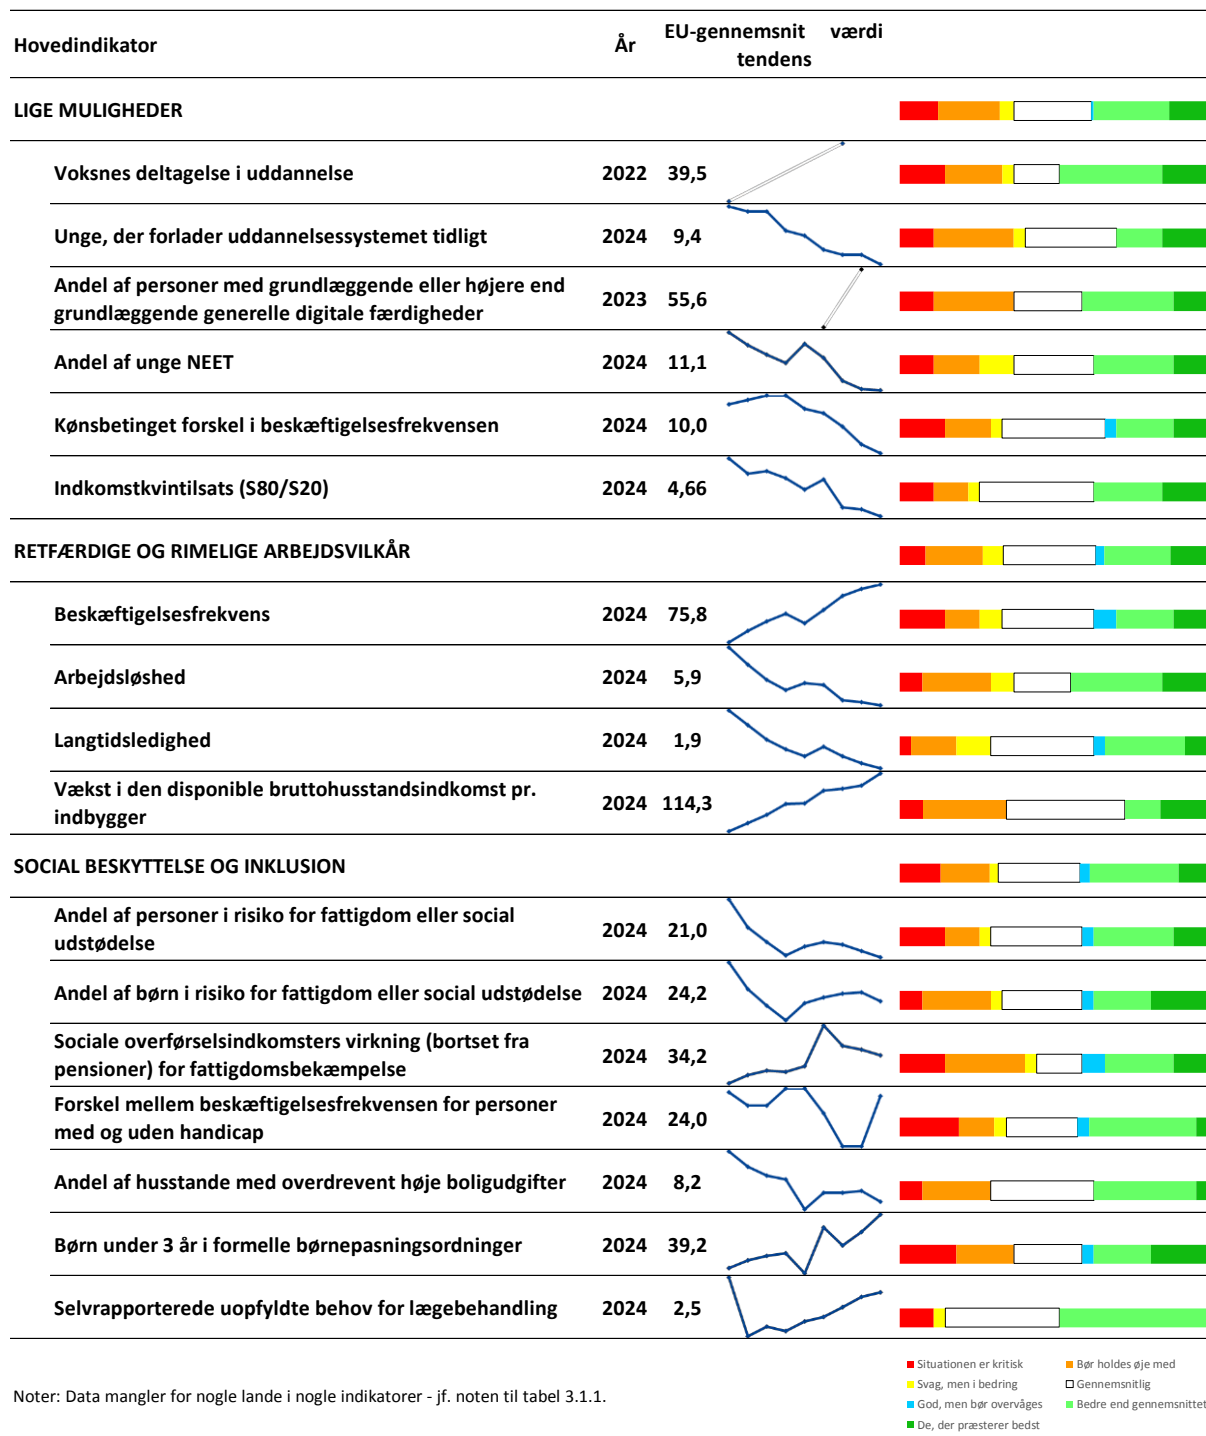 Hovedindikator År EU-gennemsnit værdi
tendens
LIGE MULIGHEDER
Voksnes deltagelse i uddannelse 2022 39,5
Unge, der forlader uddannelsessystemet tidligt 2024 9,4
Andel af personer med grundlæggende eller højere end
grundlæggende generelle digitale færdigheder 2023 55,6
Andel af unge NEET 2024 11,1
Kønsbetinget forskel i beskæftigelsesfrekvensen 2024 10,0
Indkomstkvintilsats (S80/S20) 2024 4,66
RETFÆRDIGE OG RIMELIGE ARBEJDSVILKÅR
Beskæftigelsesfrekvens 2024 75,8
Arbejdsløshed 2024 5,9
Langtidsledighed 2024 1,9
Vækst i den disponible bruttohusstandsindkomst pr.
indbygger 2024 114,3
SOCIAL BESKYTTELSE OG INKLUSION
Andel af personer i risiko for fattigdom eller social
udstødelse 2024 21,0
Andel af børn i risiko for fattigdom eller social udstødelse 2024 24,2
Sociale overførselsindkomsters virkning (bortset fra
pensioner) for fattigdomsbekæmpelse 2024 34,2
Forskel mellem beskæftigelsesfrekvensen for personer
med og uden handicap 2024 24,0
Andel af husstande med overdrevent høje boligudgifter 2024 8,2
Børn under 3 år i formelle børnepasningsordninger 2024 39,2
Selvrapporterede uopfyldte behov for lægebehandling 2024 2,5
Situationen er kritisk Bør holdes øje med
Svag, men i bedring Gennemsnitlig
God, men bør overvåges Bedre end gennemsnittet
De, der præsterer bedst
Noter: Data mangler for nogle lande i nogle indikatorer - jf. noten til tabel 3.1.1.